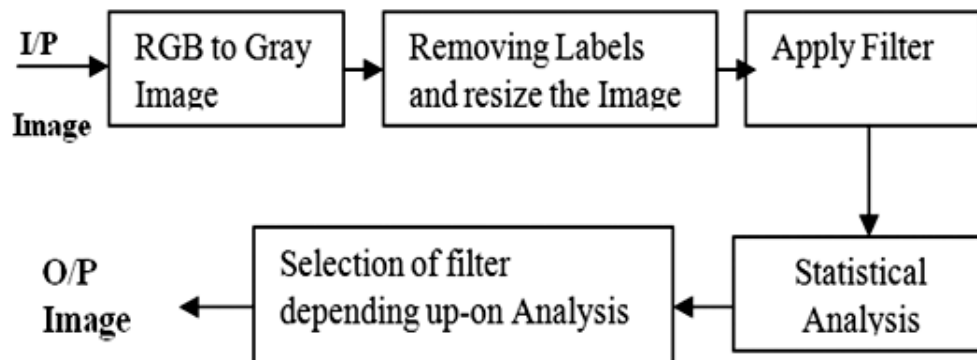 I/P
Image
RGB to Gray
Image
Removing Labels
and resize the Image
Apply Filter
Statistical
Analysis
Selection of filter
depending up-on Analysis
O/P
Image